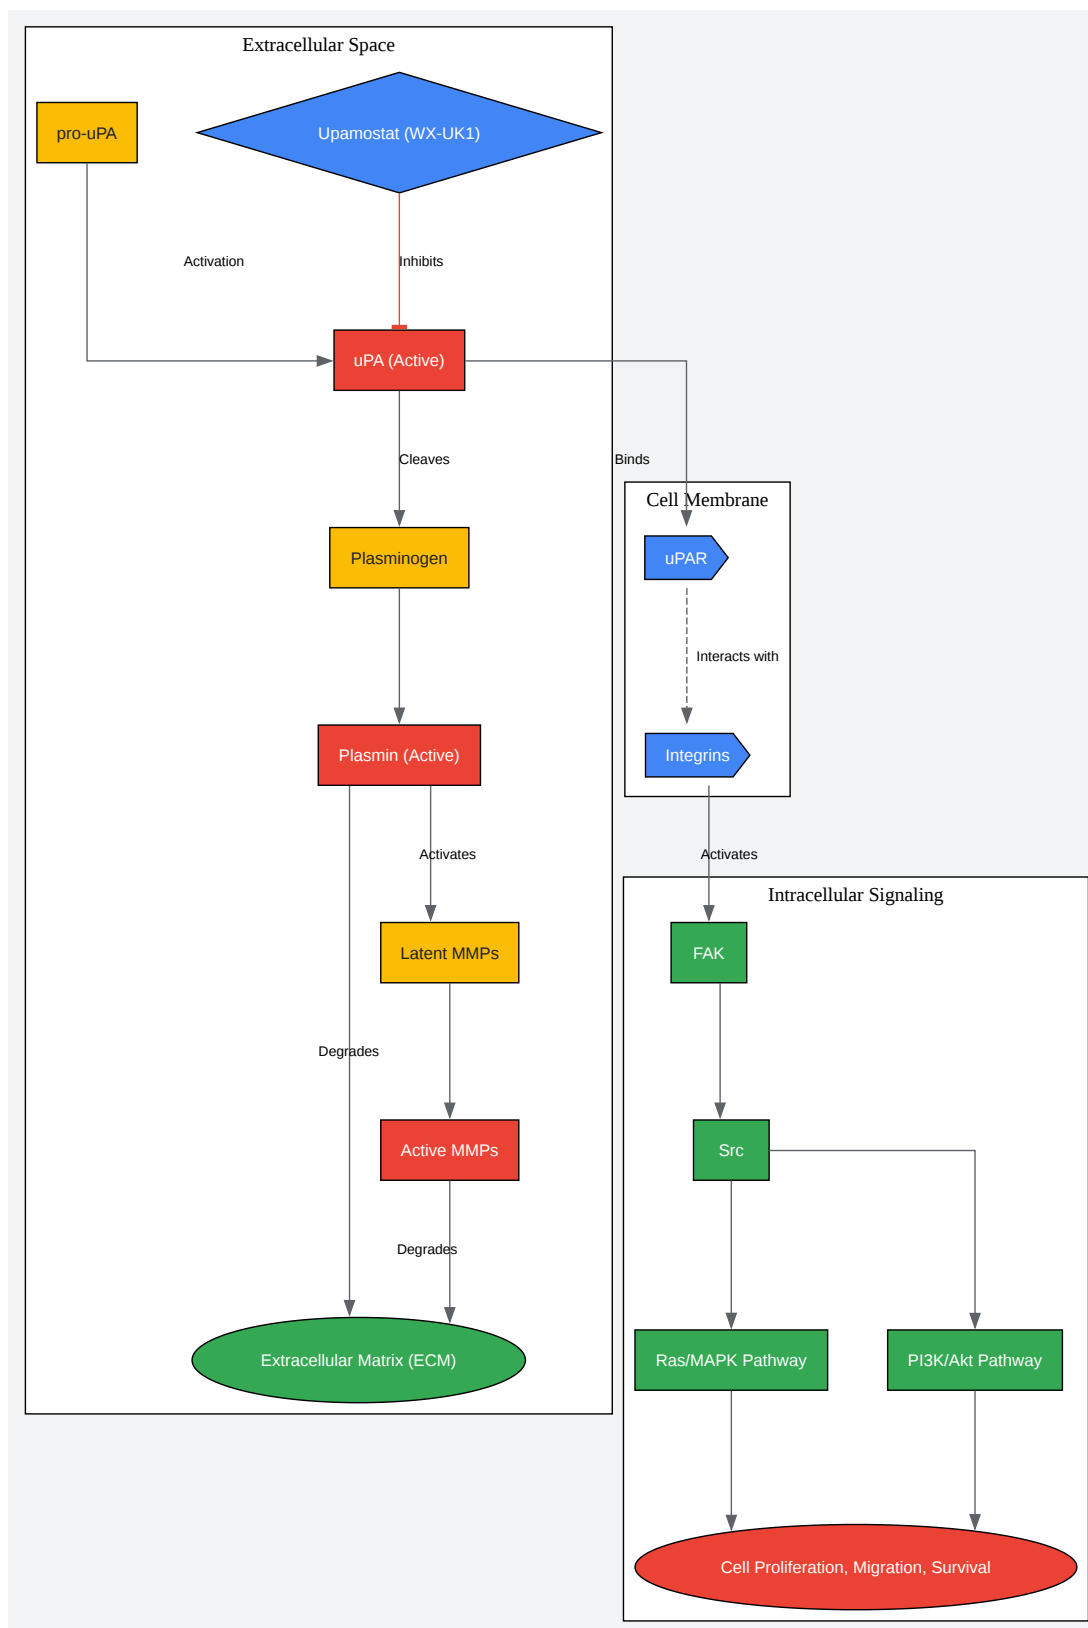 Extracellular Space
pro-uPA
Upamostat (WX-UK1)
Activation
Inhibits
uPA (Active)
Cleaves
Binds
Plasminogen
Cell Membrane
uPAR
Interacts with
Plasmin (Active)
Integrins
Activates
Activates
Intracellular Signaling
Latent MMPs
FAK
Degrades
Active MMPs
Src
Degrades
Extracellular Matrix (ECM)
Ras/MAPK Pathway
PI3K/Akt Pathway
Cell Proliferation, Migration, Survival